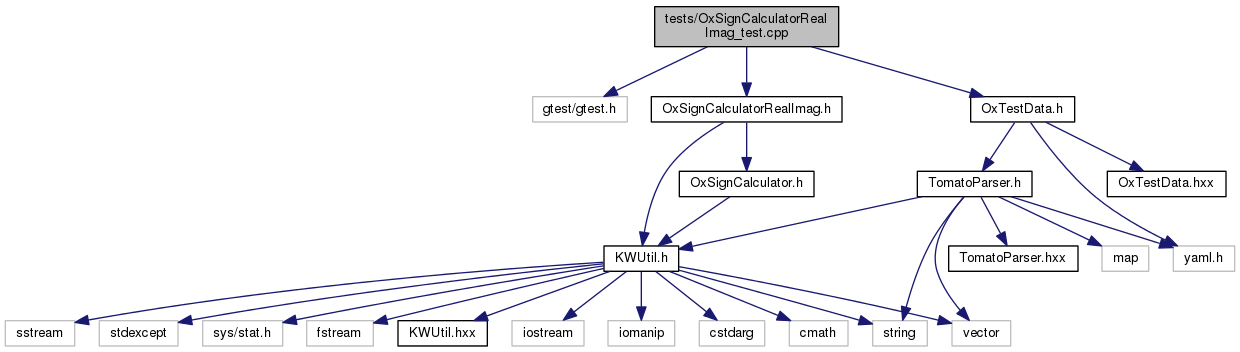 tests/OxSignCalculatorReal
Imag_test.cpp
gtest/gtest.h
OxSignCalculatorRealImag.h
OxTestData.h
OxSignCalculator.h
TomatoParser.h
OxTestData.hxx
KWUtil.h
TomatoParser.hxx
map
yaml.h
sstream
stdexcept
sys/stat.h
fstream
KWUtil.hxx
iostream
iomanip
cstdarg
cmath
string
vector